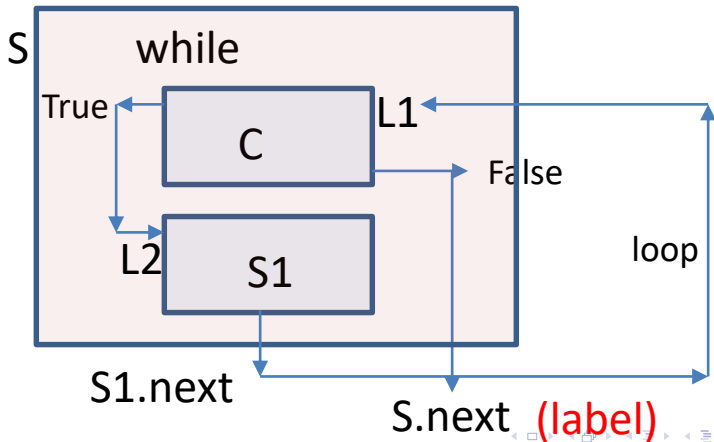 S while
True
L1
C
False
L2
S1
loop
S1.next
S.next (label)